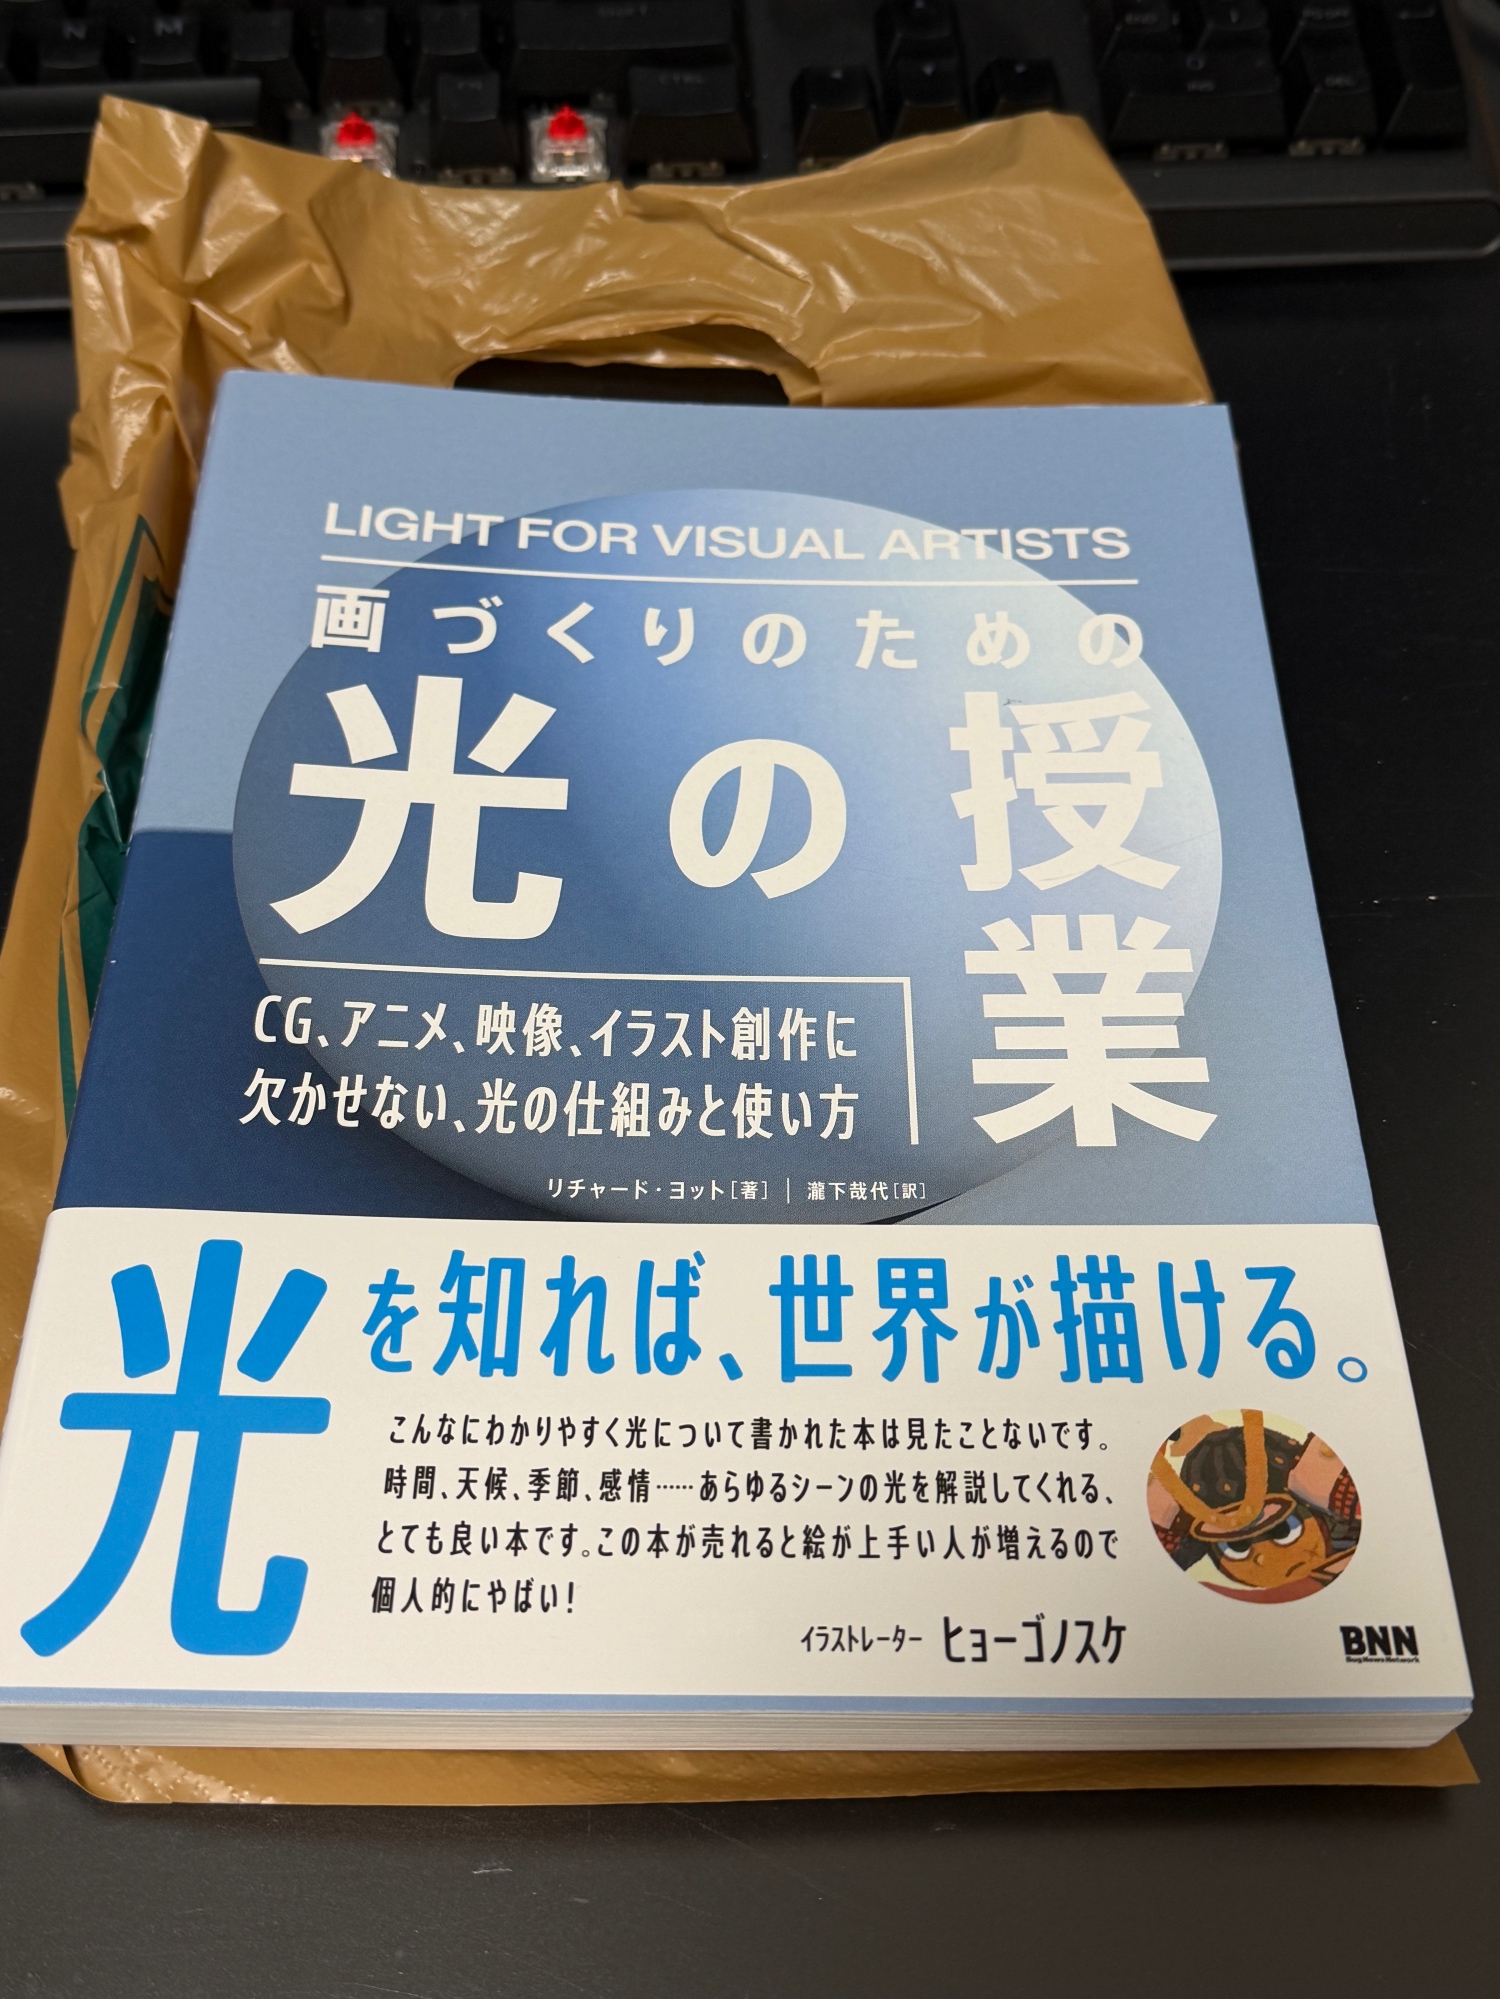 N M
SHIFT
CTRL
INS
DEL
LIGHT FOR VISUAL ARTISTS
画づくりのための
光の授業
CG、アニメ、映像、イラスト創作に
欠かせない、光の仕組みと使い方
リチャード・ヨット[著] | 瀧下哉代[訳]
光を知れば、世界が描ける。
こんなにわかりやすく光について書かれた本は見たことないです。
時間、天候、季節、感情……あらゆるシーンの光を解説してくれる、
とても良い本です。この本が売れると絵が上手い人が増えるので
個人的にやばい!
イラストレーター ヒョーゴノスケ
BNN
Bug News Network